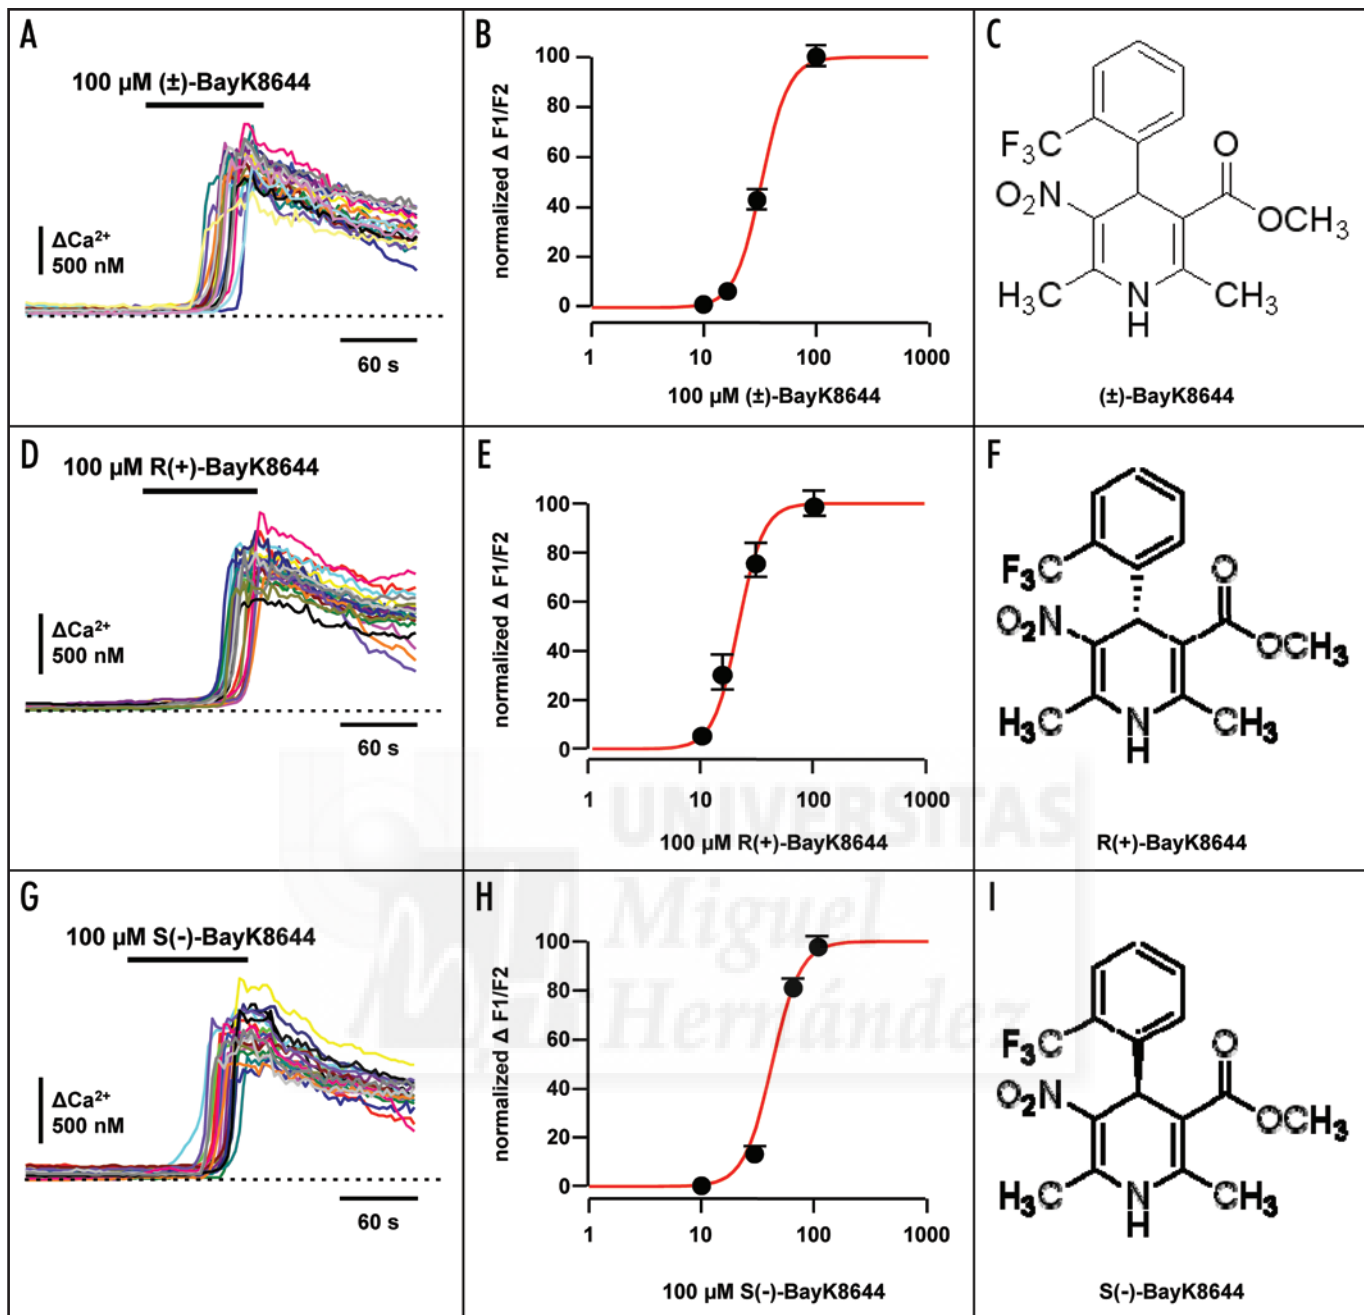 A
100 µM (±)-BayK8644
ΔCa²⁺
500 nM
60 s
B
normalized Δ F1/F2
100
80
60
40
20
0
1 10 100 1000
100 µM (±)-BayK8644
C
F₃C
O
NO₂
OCH₃
H₃C
N
H
CH₃
(±)-BayK8644
D
100 µM R(+)-BayK8644
ΔCa²⁺
500 nM
60 s
E
normalized Δ F1/F2
100
80
60
40
20
0
1 10 100 1000
100 µM R(+)-BayK8644
F
F₃C
O
O₂N
OCH₃
H₃C
N
H
CH₃
R(+)-BayK8644
G
100 µM S(-)-BayK8644
ΔCa²⁺
500 nM
60 s
H
normalized Δ F1/F2
100
80
60
40
20
0
1 10 100 1000
100 µM S(-)-BayK8644
I
F₃C
O
O₂N
OCH₃
H₃C
N
H
CH₃
S(-)-BayK8644
UNIVERSITAS
Miguel
Hernández